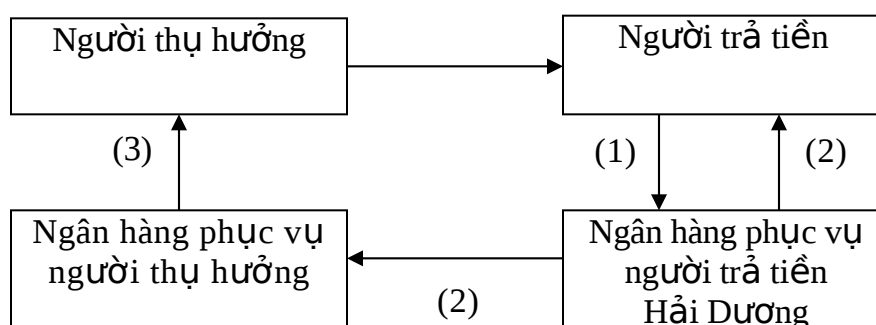 Người thụ hưởng
Người trả tiền
(3)
(1)
(2)
Ngân hàng phục vụ
người thụ hưởng
Ngân hàng phục vụ
người trả tiền
Hải Dương
(2)